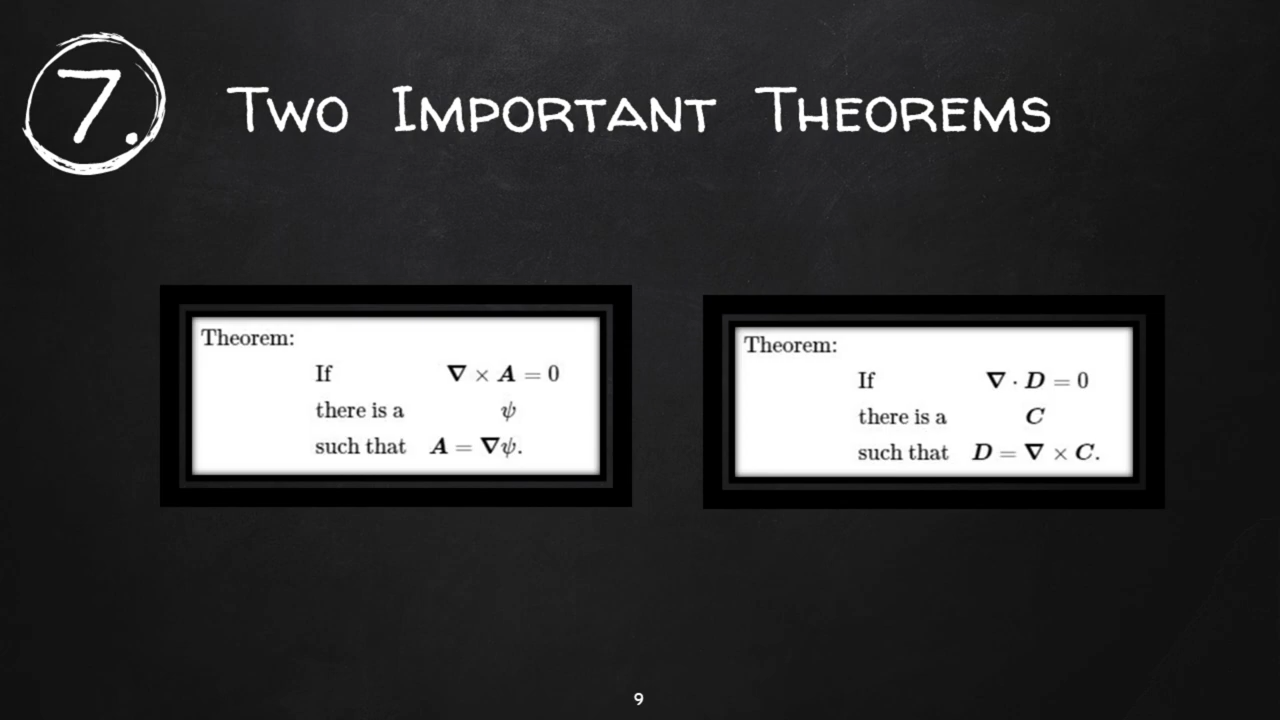 7.
Two Important Theorems
Theorem:
If ∇ × A = 0
there is a ψ
such that A = ∇ψ.
Theorem:
If ∇ · D = 0
there is a C
such that D = ∇ × C.
9